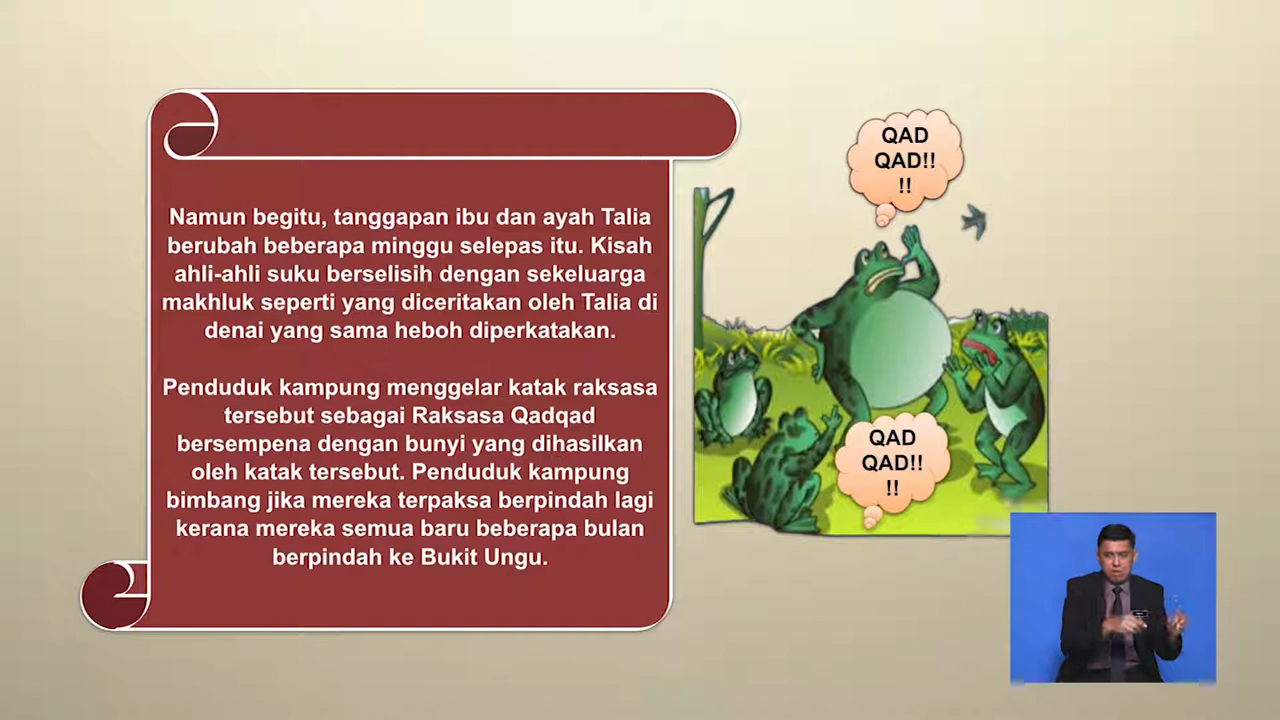 Namun begitu, tanggapan ibu dan ayah Talia
berubah beberapa minggu selepas itu. Kisah
ahli-ahli suku berselisih dengan sekeluarga
makhluk seperti yang diceritakan oleh Talia di
denai yang sama heboh diperkatakan.
Penduduk kampung menggelar katak raksasa
tersebut sebagai Raksasa Qadqad
bersempena dengan bunyi yang dihasilkan
oleh katak tersebut. Penduduk kampung
bimbang jika mereka terpaksa berpindah lagi
kerana mereka semua baru beberapa bulan
berpindah ke Bukit Ungu.
QAD
QAD!!
!!
QAD
QAD!!
!!